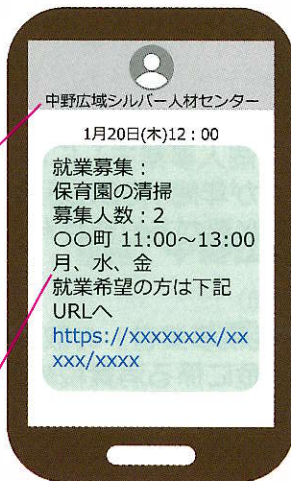 中野広域シルバー人材センター
1月20日(木)12：00
就業募集：
保育園の清掃
募集人数：2
〇〇町 11:00～13:00
月、水、金
就業希望の方は下記
URLへ
https://xxxxxxxx/xx
xxx/xxxx